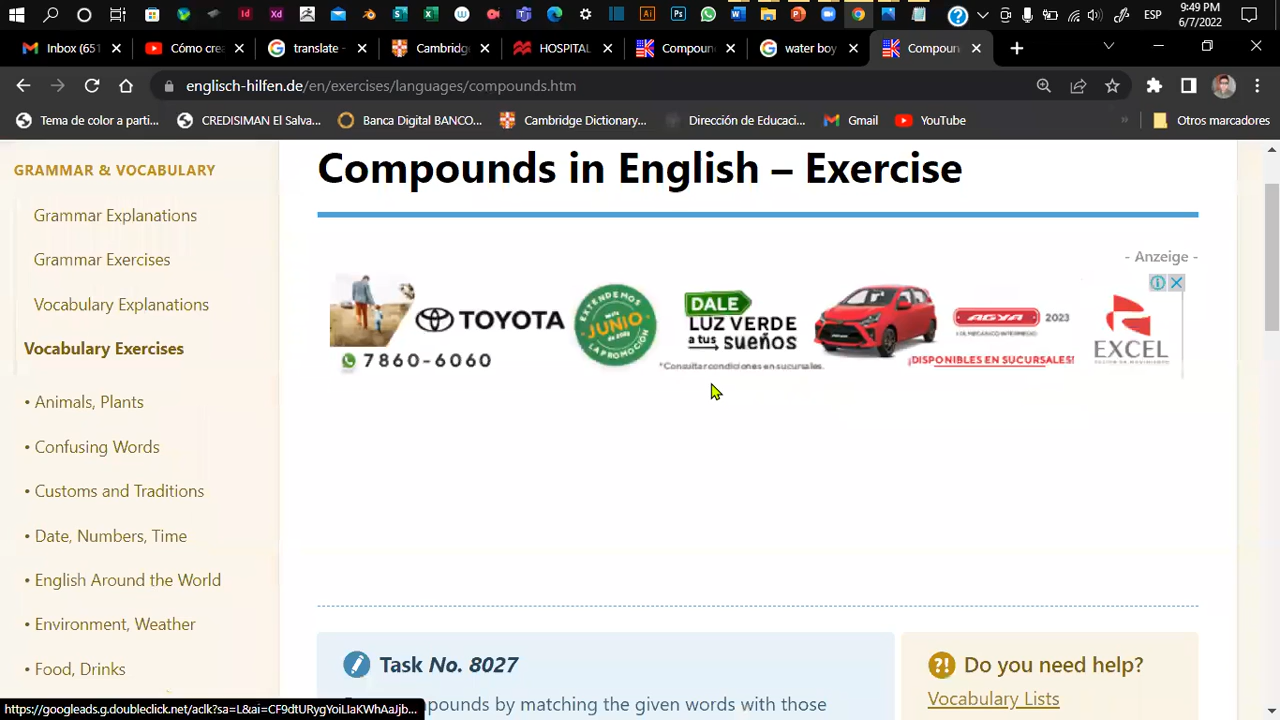 9:49 PM
ESP
6/7/2022
Inbox (651
Cómo crea
translate -
Cambridg
HOSPITAL
Compoun
water boy
Compoun
englisch-hilfen.de/en/exercises/languages/compounds.htm
Tema de color a parti...
CREDISIMAN El Salva...
Banca Digital BANCO...
Cambridge Dictionary...
Dirección de Educaci...
Gmail
YouTube
Otros marcadores
GRAMMAR & VOCABULARY
Grammar Explanations
Grammar Exercises
Vocabulary Explanations
Vocabulary Exercises
• Animals, Plants
• Confusing Words
• Customs and Traditions
• Date, Numbers, Time
• English Around the World
• Environment, Weather
• Food, Drinks
Compounds in English – Exercise
- Anzeige -
TOYOTA
7860-6060
EXTENDEMOS
JUNIO
LA PROMOCIÓN
DALE
LUZ VERDE
a tus sueños
*Consultar condiciones en sucursales.
AGYA 2023
¡DISPONIBLES EN SUCURSALES!
EXCEL
Task No. 8027
ompounds by matching the given words with those
Do you need help?
Vocabulary Lists
https://googleads.g.doubleclick.net/aclk?sa=L&ai=CF9dtURygYoiLIaKWhAaJjb...